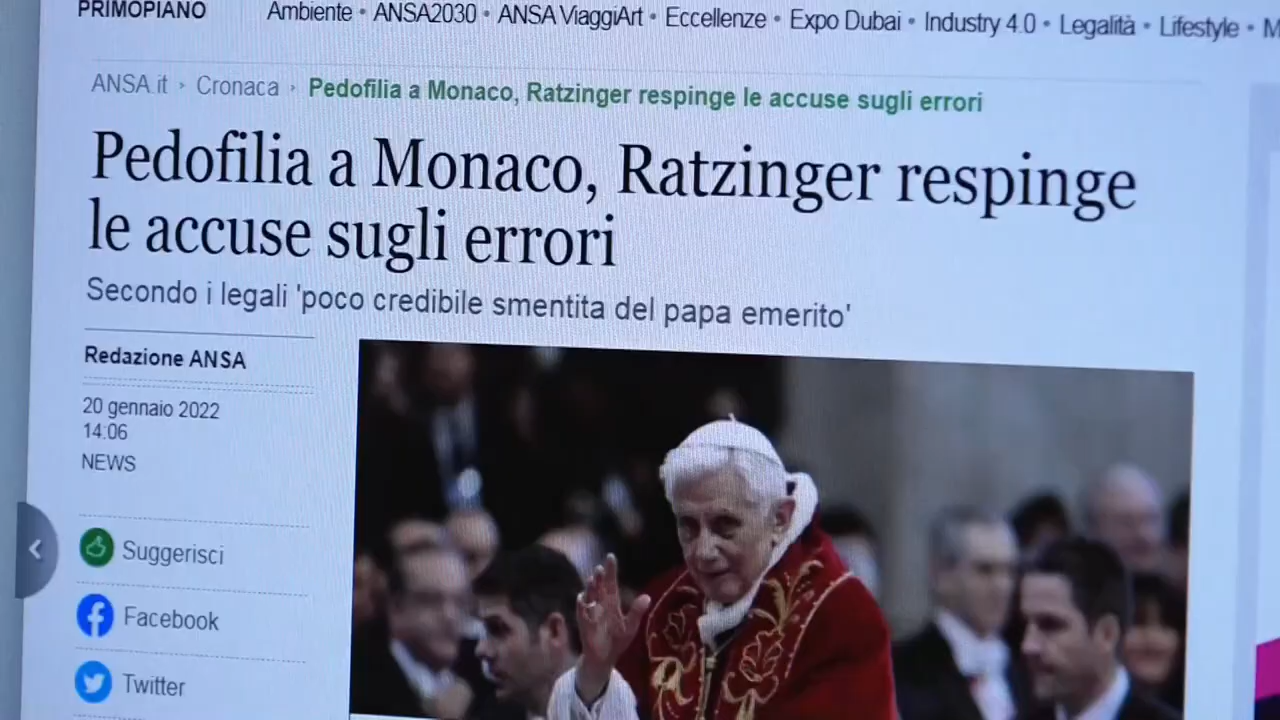 PRIMOPIANO
Ambiente • ANSA2030 • ANSA ViaggiArt • Eccellenze • Expo Dubai • Industry 4.0 • Legalità • Lifestyle •
ANSA.it › Cronaca › Pedofilia a Monaco, Ratzinger respinge le accuse sugli errori
Pedofilia a Monaco, Ratzinger respinge
le accuse sugli errori
Secondo i legali 'poco credibile smentita del papa emerito'
Redazione ANSA
20 gennaio 2022
14:06
NEWS
Suggerisci
Facebook
Twitter